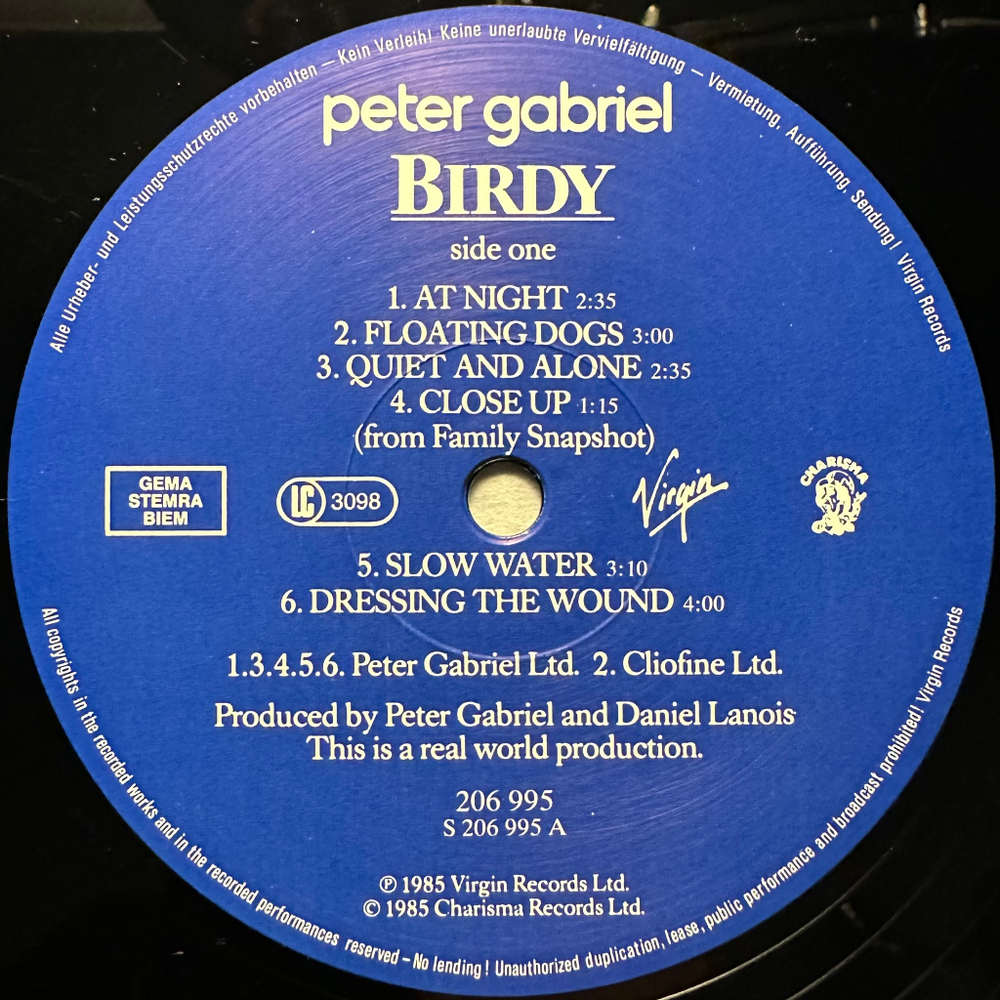 Alle Urheber- und Leistungsschutzrechte vorbehalten — Kein Verleih! Keine unerlaubte Vervielfältigung — Vermietung, Aufführung, Sendung! Virgin Records
peter gabriel
BIRDY
side one
1. AT NIGHT 2:35
2. FLOATING DOGS 3:00
3. QUIET AND ALONE 2:35
4. CLOSE UP 1:15
(from Family Snapshot)
GEMA
STEMRA
BIEM
LC 3098
Virgin
CHARISMA
5. SLOW WATER 3:10
6. DRESSING THE WOUND 4:00
1.3.4.5.6. Peter Gabriel Ltd. 2. Cliofine Ltd.
Produced by Peter Gabriel and Daniel Lanois
This is a real world production.
206 995
S 206 995 A
℗ 1985 Virgin Records Ltd.
© 1985 Charisma Records Ltd.
All copyrights in the recorded works and in the recorded performances reserved – No lending! Unauthorized duplication, lease, public performance and broadcast prohibited! Virgin Records